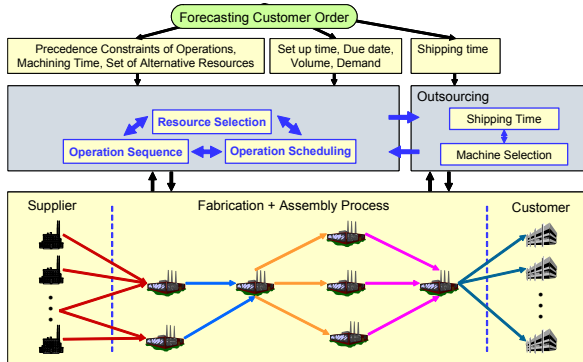 Forecasting Customer Order
Precedence Constraints of Operations,
Machining Time, Set of Alternative Resources
Set up time, Due date,
Volume, Demand
Shipping time
Outsourcing
Resource Selection
Operation Sequence
Operation Scheduling
Shipping Time
Machine Selection
Supplier
Fabrication + Assembly Process
Customer